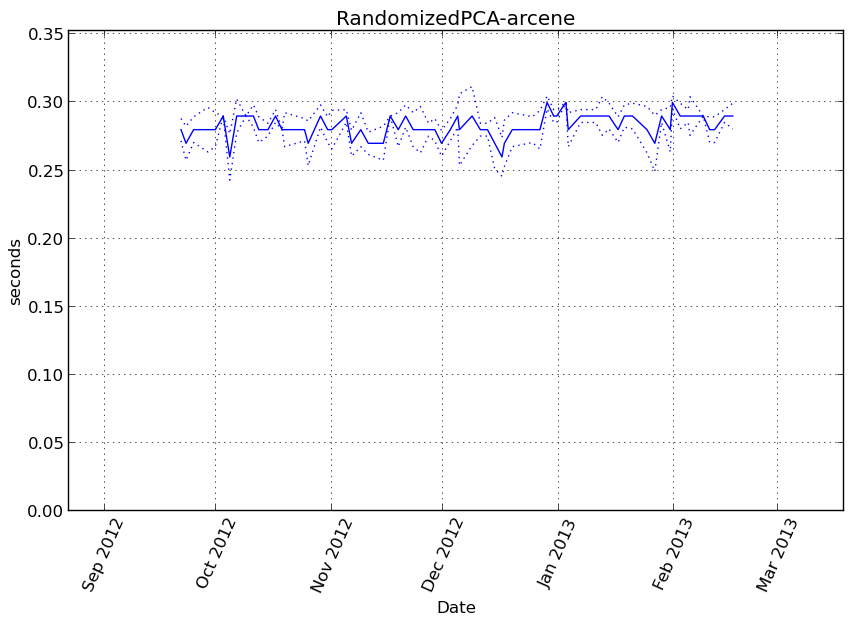 RandomizedPCA-arcene
0.35
0.30
0.25
0.20
0.15
0.10
0.05
0.00
seconds
Sep 2012
Oct 2012
Nov 2012
Dec 2012
Jan 2013
Feb 2013
Mar 2013
Date